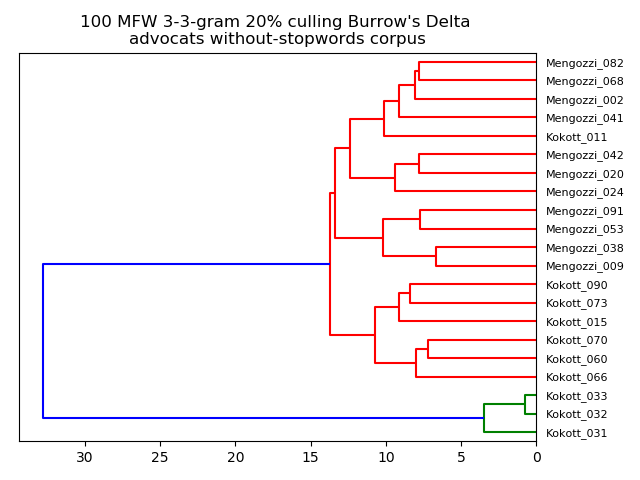 100 MFW 3-3-gram 20% culling Burrow's Delta
advocats without-stopwords corpus
Mengozzi_082
Mengozzi_068
Mengozzi_002
Mengozzi_041
Kokott_011
Mengozzi_042
Mengozzi_020
Mengozzi_024
Mengozzi_091
Mengozzi_053
Mengozzi_038
Mengozzi_009
Kokott_090
Kokott_073
Kokott_015
Kokott_070
Kokott_060
Kokott_066
Kokott_033
Kokott_032
Kokott_031
30 25 20 15 10 5 0